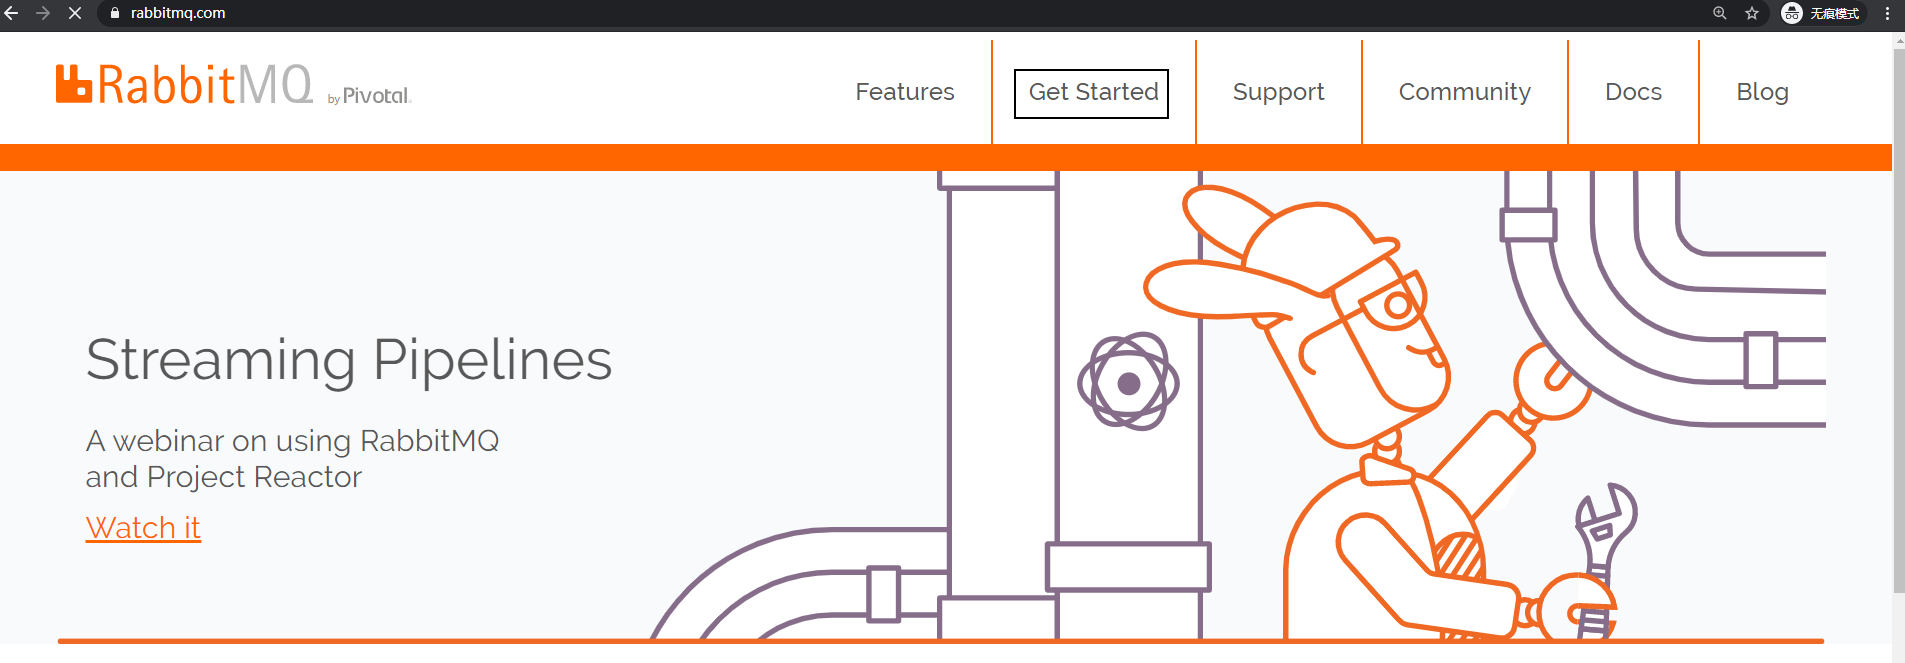 rabbitmq.com
无痕模式
RabbitMQ by Pivotal.
Features
Get Started
Support
Community
Docs
Blog
Streaming Pipelines
A webinar on using RabbitMQ
and Project Reactor
Watch it